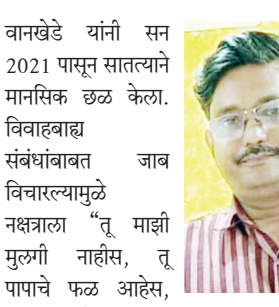 वानखेडे यांनी सन
2021 पासून सातत्याने
मानसिक छळ केला.
विवाहबाह्य
संबंधांबाबत जाब
विचारल्यामुळे
नक्षत्राला “तू माझी
मुलगी नाहीस, तू
पापाचे फळ आहेस,